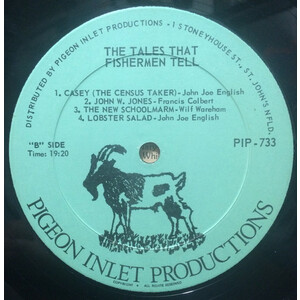 DISTRIBUTED BY PIGEON INLET PRODUCTIONS - 1 STONEYHOUSE ST., ST. JOHN'S NFLD.
THE TALES THAT
FISHERMEN TELL
1. CASEY (THE CENSUS TAKER)-John Joe English
2. JOHN W. JONES-Francis Colbert
3. THE NEW SCHOOLMARM-Wilf Wareham
4. LOBSTER SALAD-John Joe English
"B" SIDE
Time: 19:20
PIP-733
PIGEON INLET PRODUCTIONS